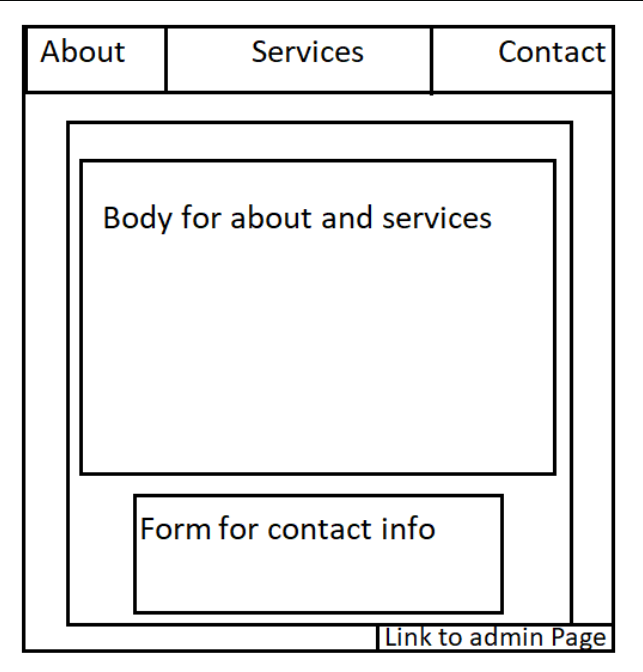 About
Services
Contact
Body for about and services
Form for contact info
Link to admin Page